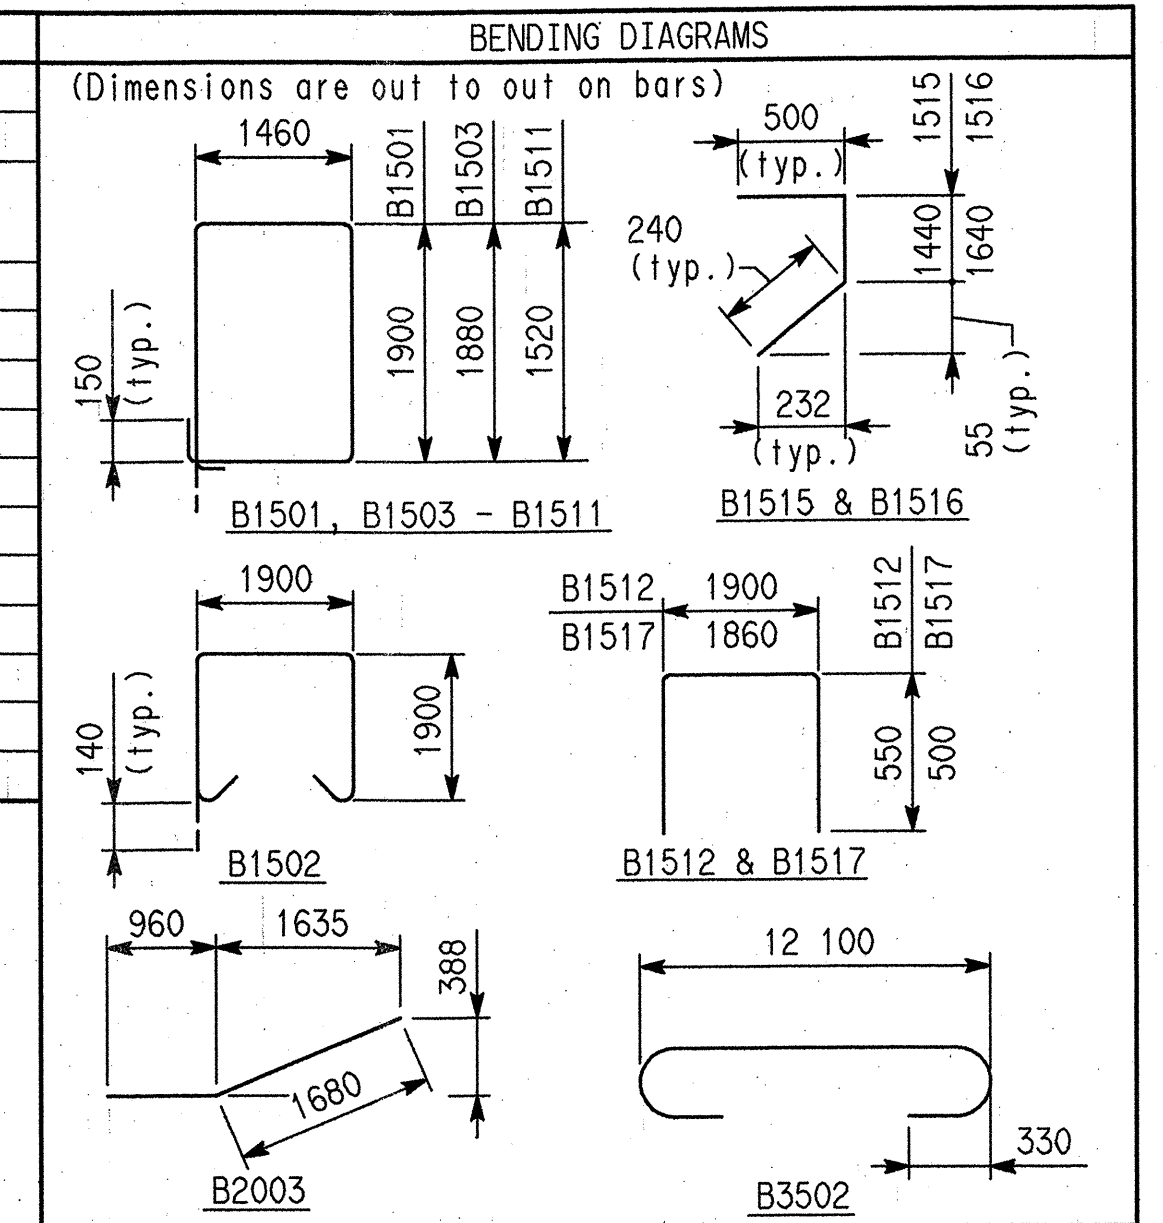 BENDING DIAGRAMS
(Dimensions are out to out on bars)
1460
B1501
B1503
B1511
1900
1880
1520
150
(typ.)
B1501, B1503 - B1511
500
(typ.)
1515
1516
240
(typ.)
1440
1640
232
(typ.)
55
(typ.)
B1515 & B1516
1900
1900
140
(typ.)
B1502
B1512
B1517
1900
1860
B1512
B1517
550
500
B1512 & B1517
960
1635
388
1680
B2003
12 100
330
B3502